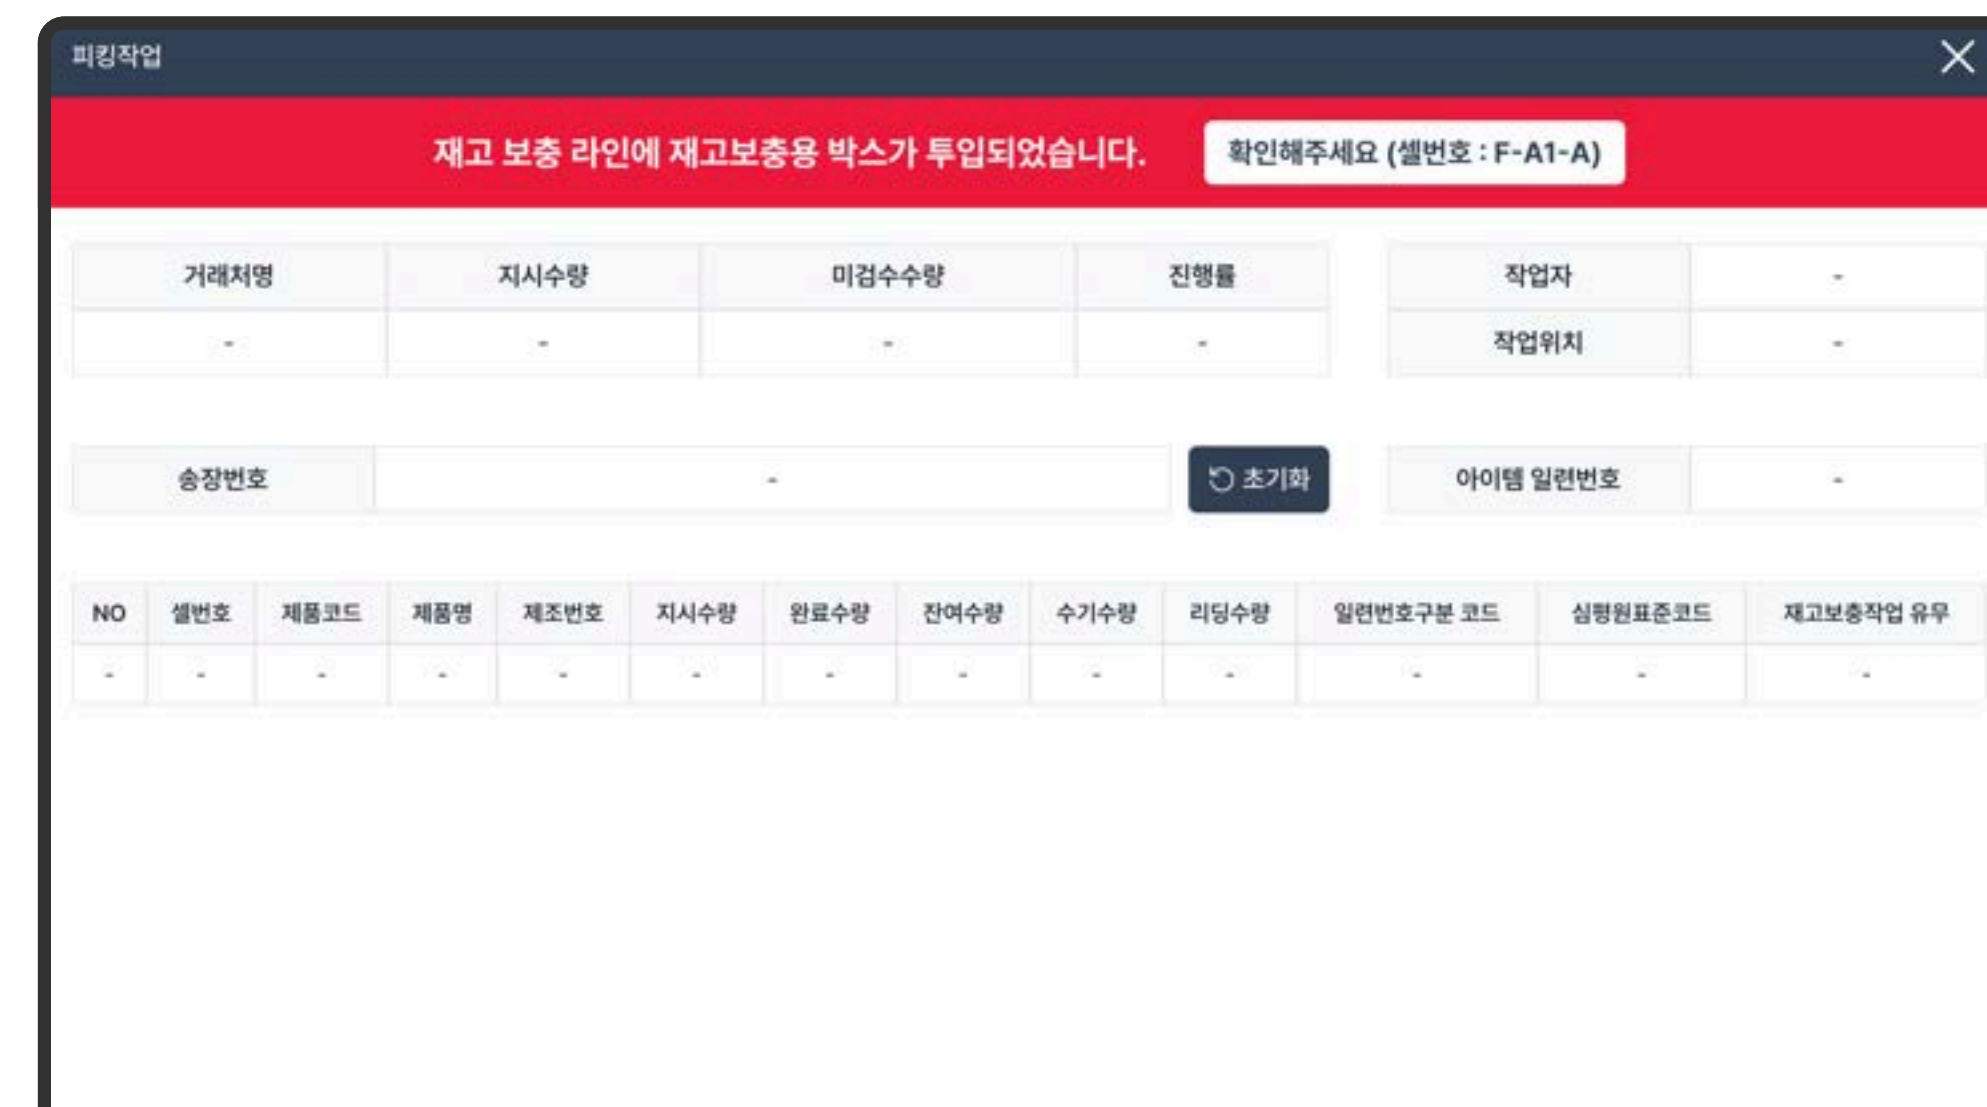 피킹작업
재고 보충 라인에 재고보충용 박스가 투입되었습니다. 확인해주세요 (셀번호 : F-A1-A)
거래처명 지시수량 미검수수량 진행률 작업자 -
- - - - 작업위치 -
송장번호 - 초기화 아이템 일련번호 -
NO 셀번호 제품코드 제품명 제조번호 지시수량 완료수량 잔여수량 수기수량 리딩수량 일련번호구분 코드 심평원표준코드 재고보충작업 유무
- - - - - - - - - - - - -